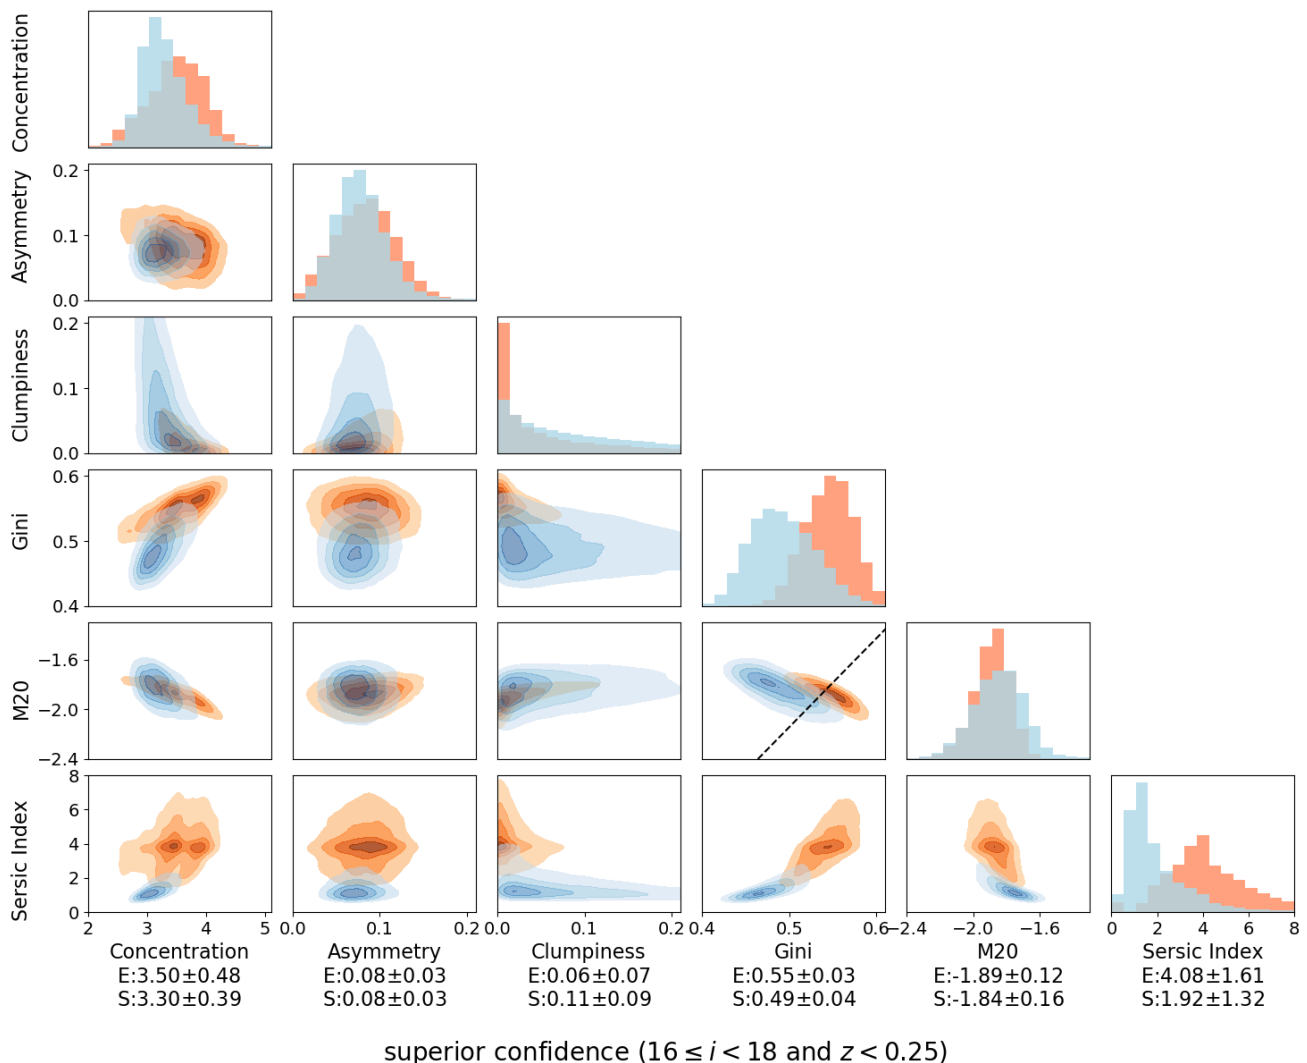 Concentration
Asymmetry
0.2
0.1
0.0
Clumpiness
0.2
0.1
0.0
Gini
0.6
0.5
0.4
M20
−1.6
−2.0
−2.4
Sersic Index
8
6
4
2
0
2 3 4 5 0.0 0.1 0.2 0.0 0.1 0.2 0.4 0.5 0.6 −2.4 −2.0 −1.6 0 2 4 6 8
Concentration Asymmetry Clumpiness Gini M20 Sersic Index
E:3.50±0.48 E:0.08±0.03 E:0.06±0.07 E:0.55±0.03 E:-1.89±0.12 E:4.08±1.61
S:3.30±0.39 S:0.08±0.03 S:0.11±0.09 S:0.49±0.04 S:-1.84±0.16 S:1.92±1.32
superior confidence (16 ≤ i < 18 and z < 0.25)